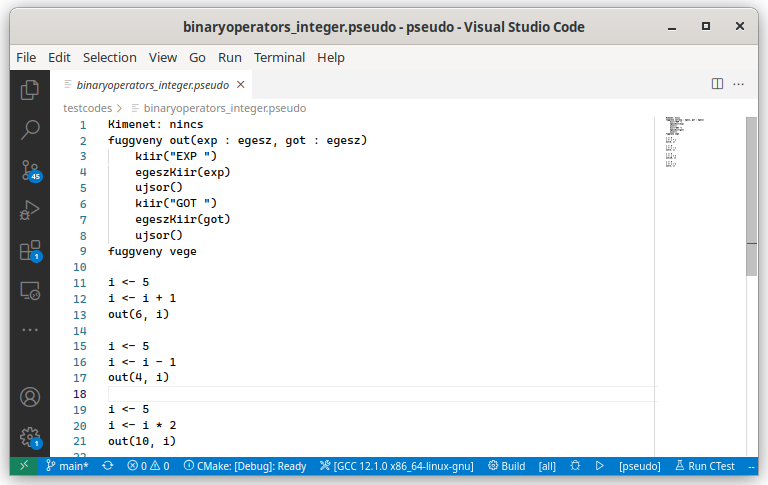 binaryoperators_integer.pseudo - pseudo - Visual Studio Code
File Edit Selection View Go Run Terminal Help
binaryoperators_integer.pseudo
testcodes > binaryoperators_integer.pseudo
1 Kimenet: nincs
2 fuggveny out(exp : egesz, got : egesz)
3 kiir("EXP ")
4 egeszKiir(exp)
5 ujsor()
6 kiir("GOT ")
7 egeszKiir(got)
8 ujsor()
9 fuggveny vege
10
11 i <- 5
12 i <- i + 1
13 out(6, i)
14
15 i <- 5
16 i <- i - 1
17 out(4, i)
18
19 i <- 5
20 i <- i * 2
21 out(10, i)
45
1
1
main* 0 0 CMake: [Debug]: Ready [GCC 12.1.0 x86_64-linux-gnu] Build [all] [pseudo] Run CTest --